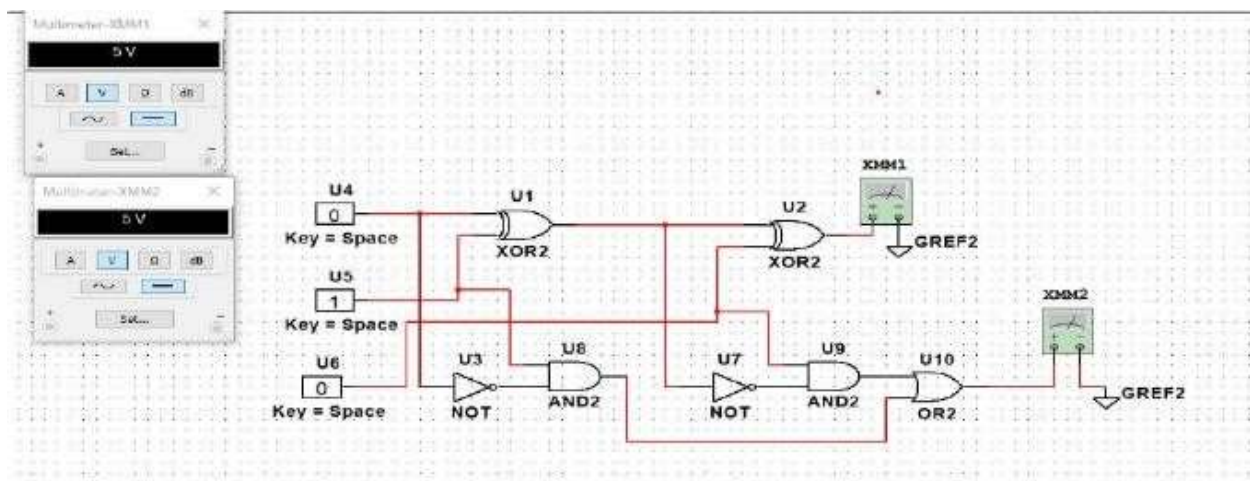 Multimeter-XMM1
5 V
A V Ω dB
Set...
Multimeter-XMM2
5 V
A V Ω dB
Set...
XMM1
U4
0
Key = Space
U1
XOR2
U2
XOR2
GREF2
U5
1
Key = Space
XMM2
U6
0
Key = Space
U3
NOT
U8
AND2
U7
NOT
U9
AND2
U10
OR2
GREF2